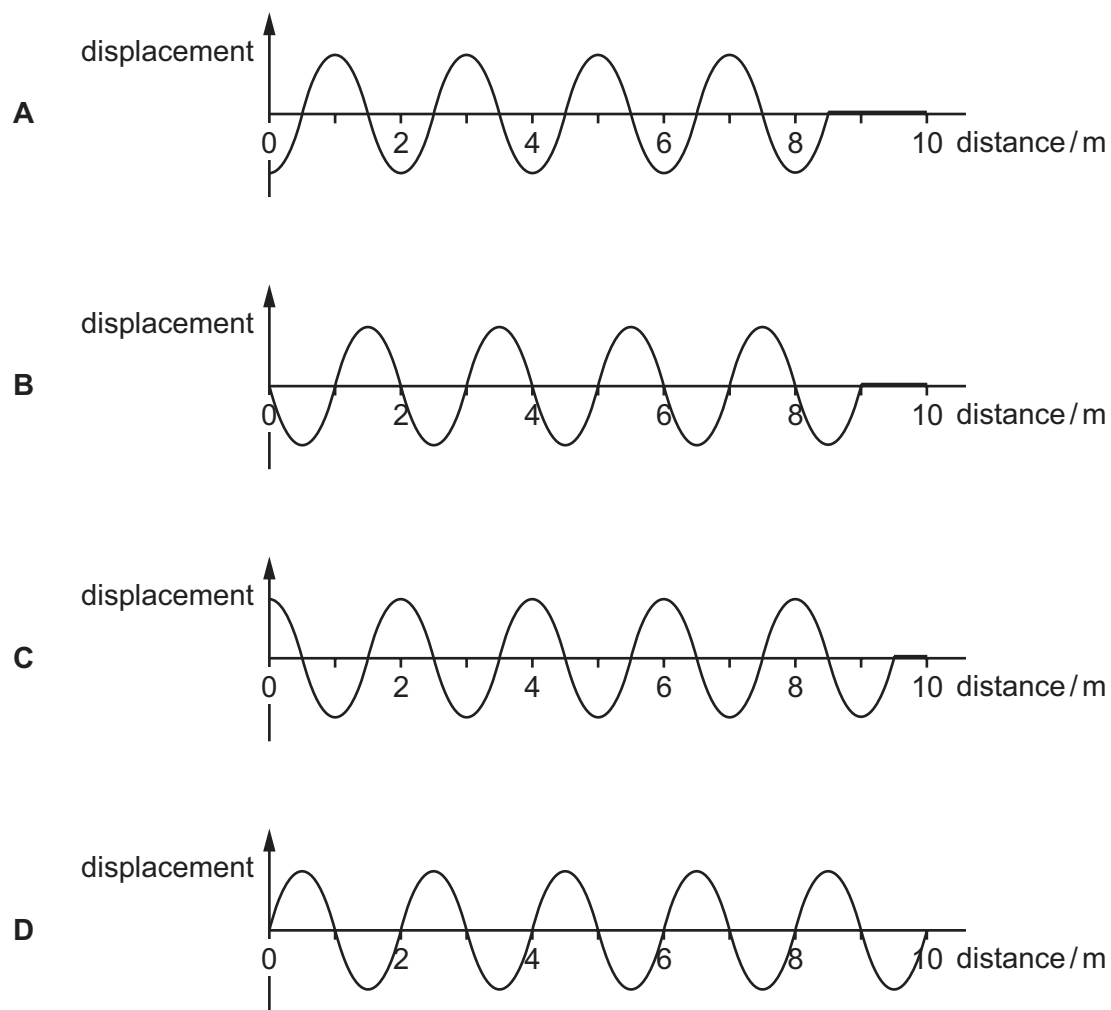 displacement
A
0 2 4 6 8 10 distance / m
displacement
B
0 2 4 6 8 10 distance / m
displacement
C
0 2 4 6 8 10 distance / m
displacement
D
0 2 4 6 8 10 distance / m